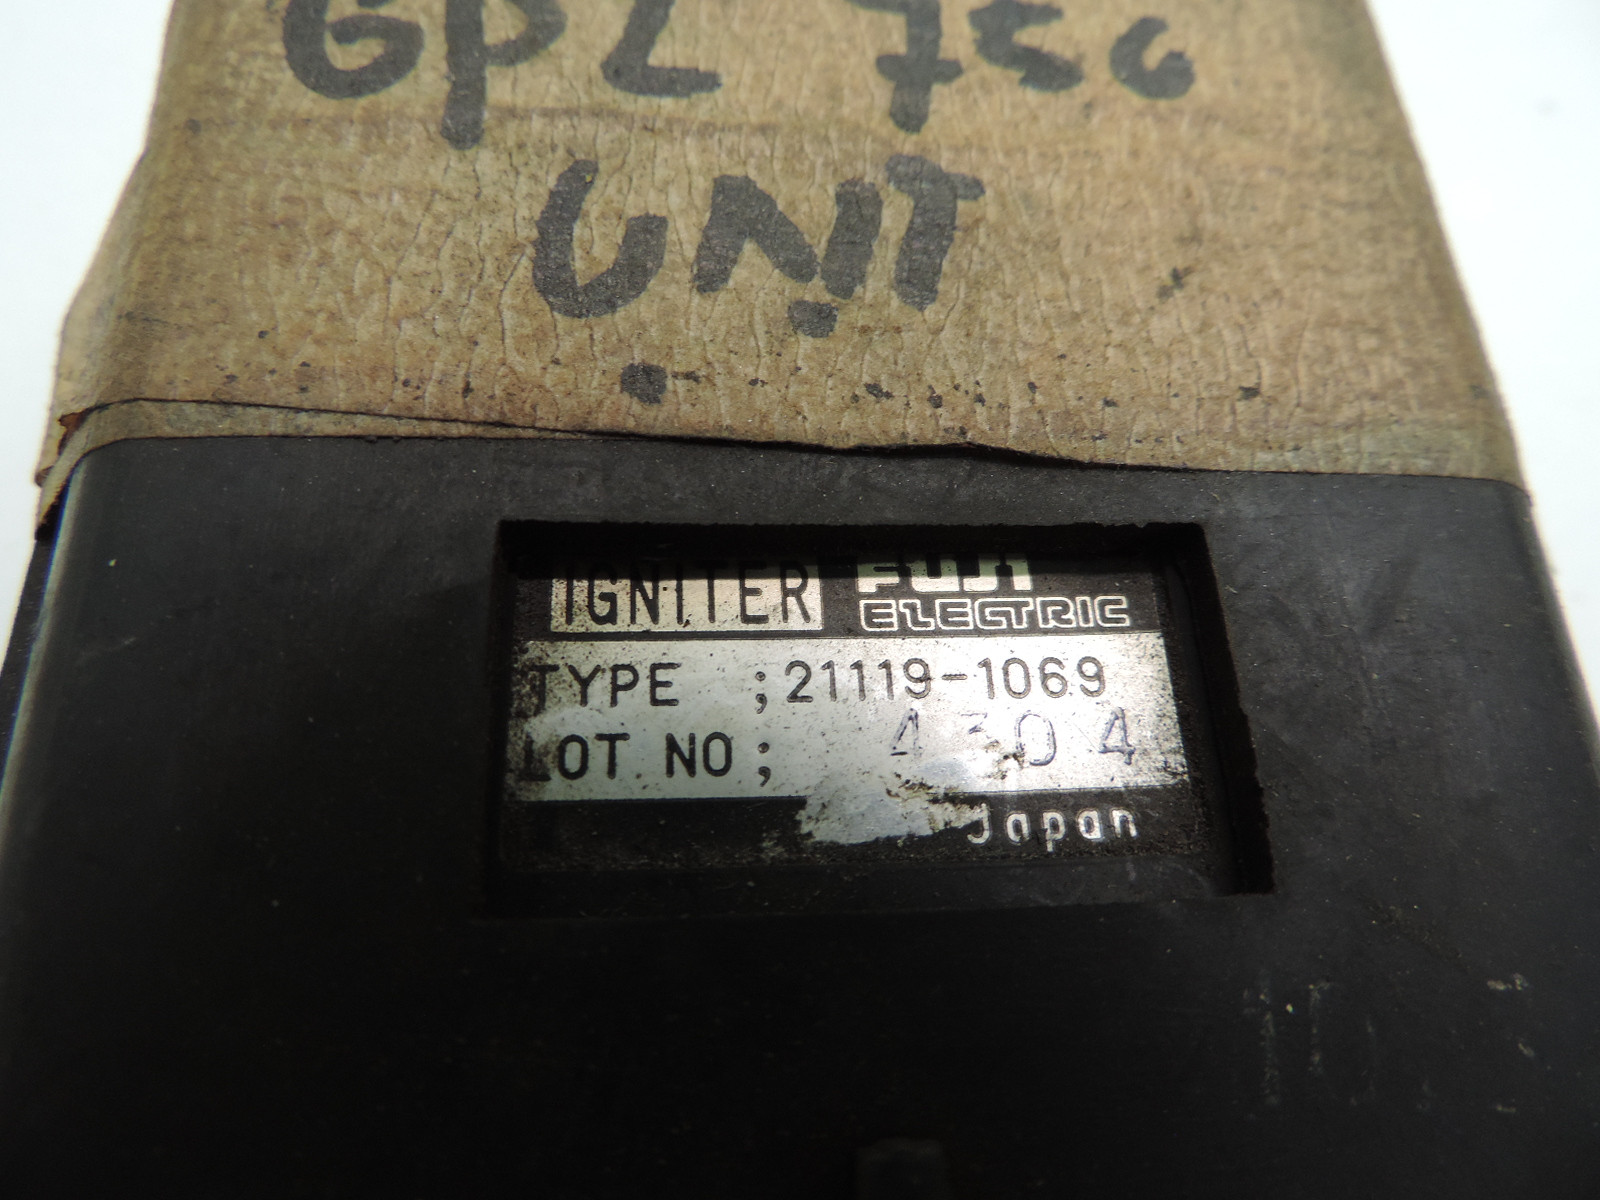 GPZ 750
UNIT
IGNITER FUJI
ELECTRIC
TYPE ; 21119-1069
LOT NO ; 4304
Japan